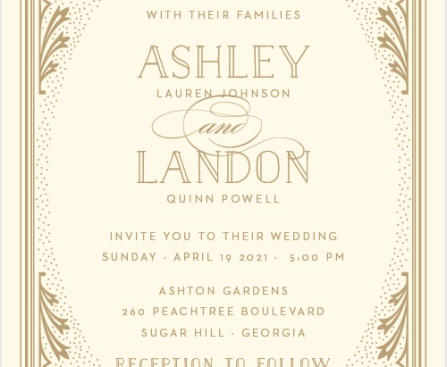 WITH THEIR FAMILIES
ASHLEY
LAUREN JOHNSON
and
LANDON
QUINN POWELL
INVITE YOU TO THEIR WEDDING
SUNDAY · APRIL 19 2021 · 5:00 PM
ASHTON GARDENS
260 PEACHTREE BOULEVARD
SUGAR HILL · GEORGIA
RECEPTION TO FOLLOW